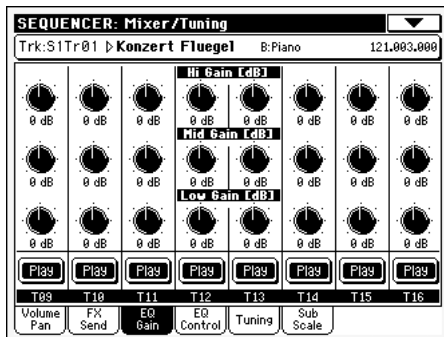 SEQUENCER: Mixer/Tuning
Trk:S1Tr01 ▷Konzert Fluegel B:Piano 121.003.000
Hi Gain [dB]
0 dB 0 dB 0 dB 0 dB 0 dB 0 dB 0 dB 0 dB
Mid Gain [dB]
0 dB 0 dB 0 dB 0 dB 0 dB 0 dB 0 dB 0 dB
Low Gain [dB]
0 dB 0 dB 0 dB 0 dB 0 dB 0 dB 0 dB 0 dB
Play Play Play Play Play Play Play Play
T09 T10 T11 T12 T13 T14 T15 T16
Volume Pan FX Send EQ Gain EQ Control Tuning Sub Scale